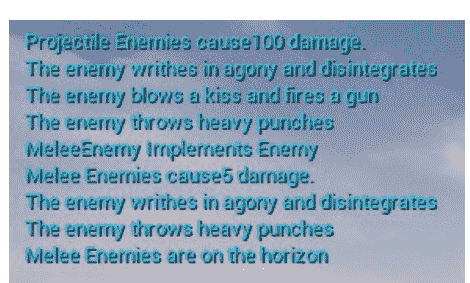 Projectile Enemies cause100 damage.
The enemy writhes in agony and disintegrates
The enemy blows a kiss and fires a gun
The enemy throws heavy punches
MeleeEnemy Implements Enemy
Melee Enemies cause5 damage.
The enemy writhes in agony and disintegrates
The enemy throws heavy punches
Melee Enemies are on the horizon